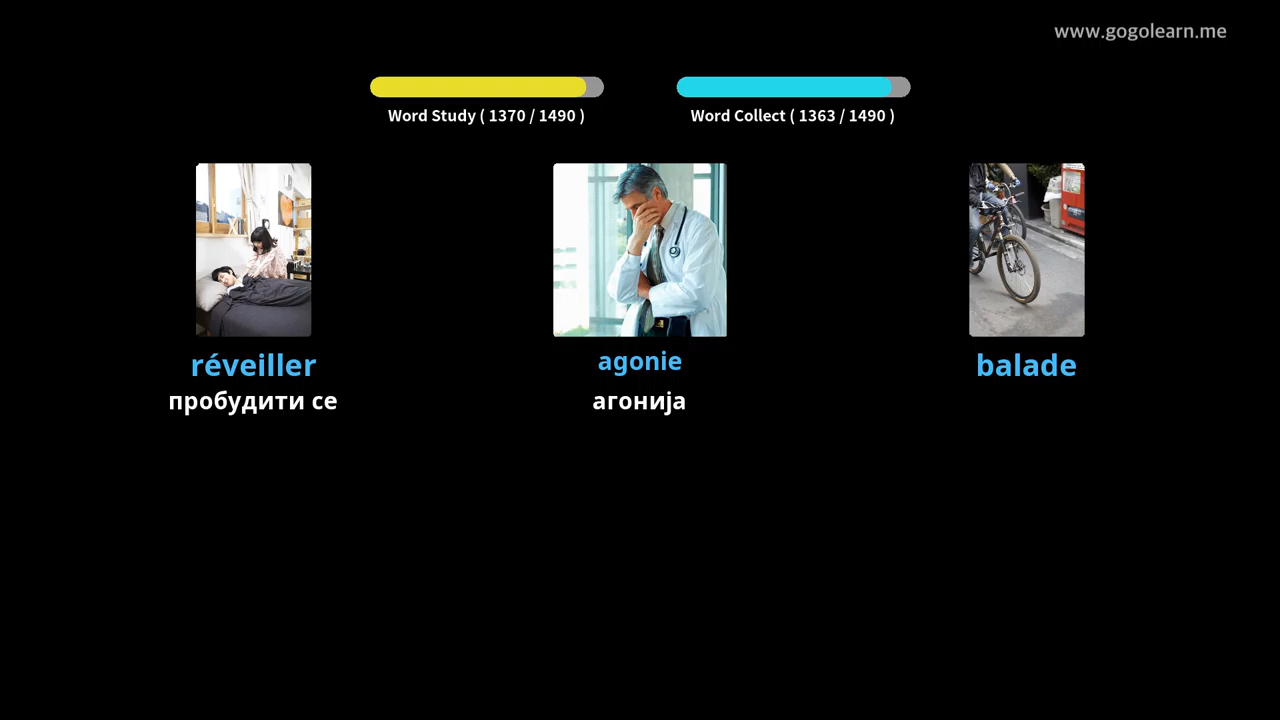 www.gogolearn.me
Word Study ( 1370 / 1490 )
Word Collect ( 1363 / 1490 )
réveiller
agonie
balade
пробудити се
агонија